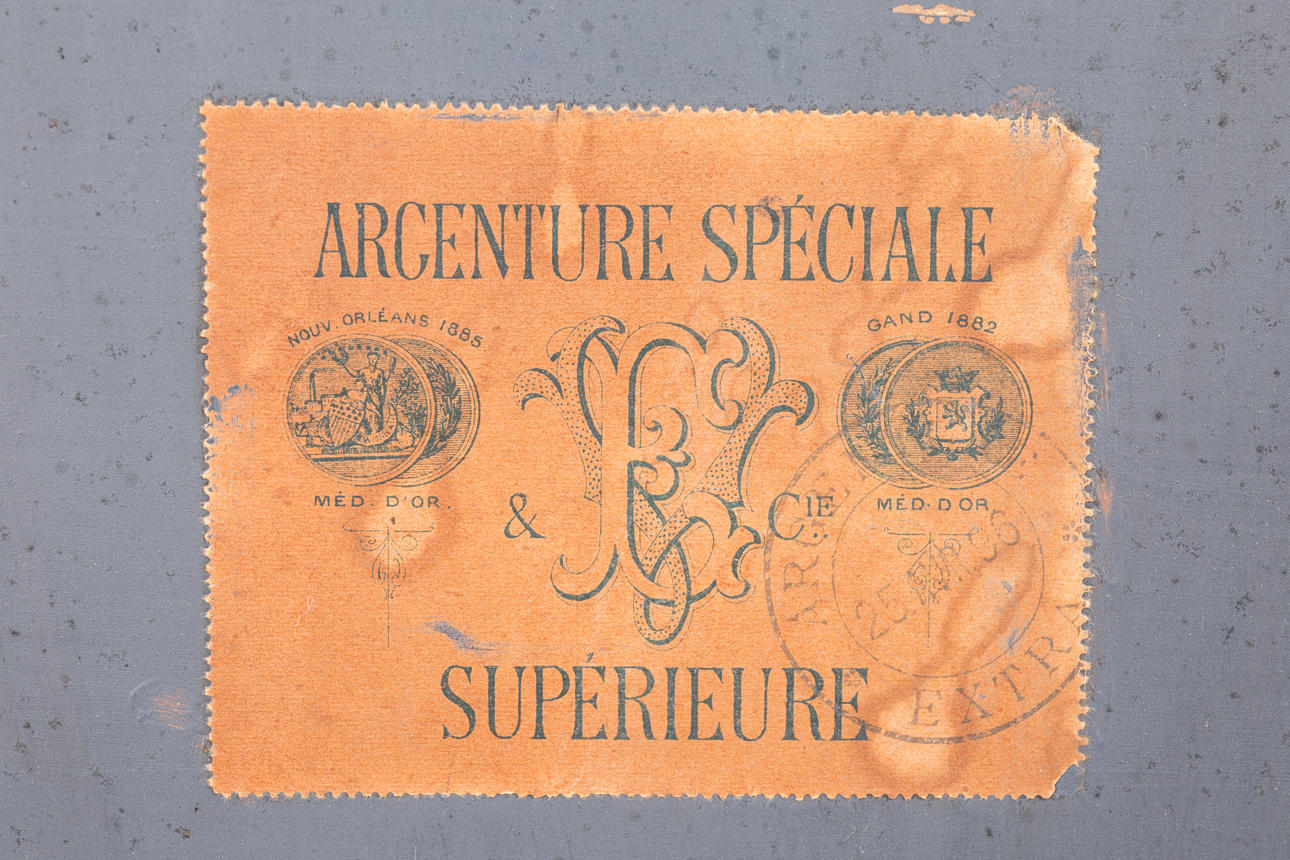 ARGENTURE SPÉCIALE
NOUV. ORLÉANS 1885
GAND 1882
MÉD. D'OR.
MÉD. D'OR.
& CIE
SUPÉRIEURE
EXTRA